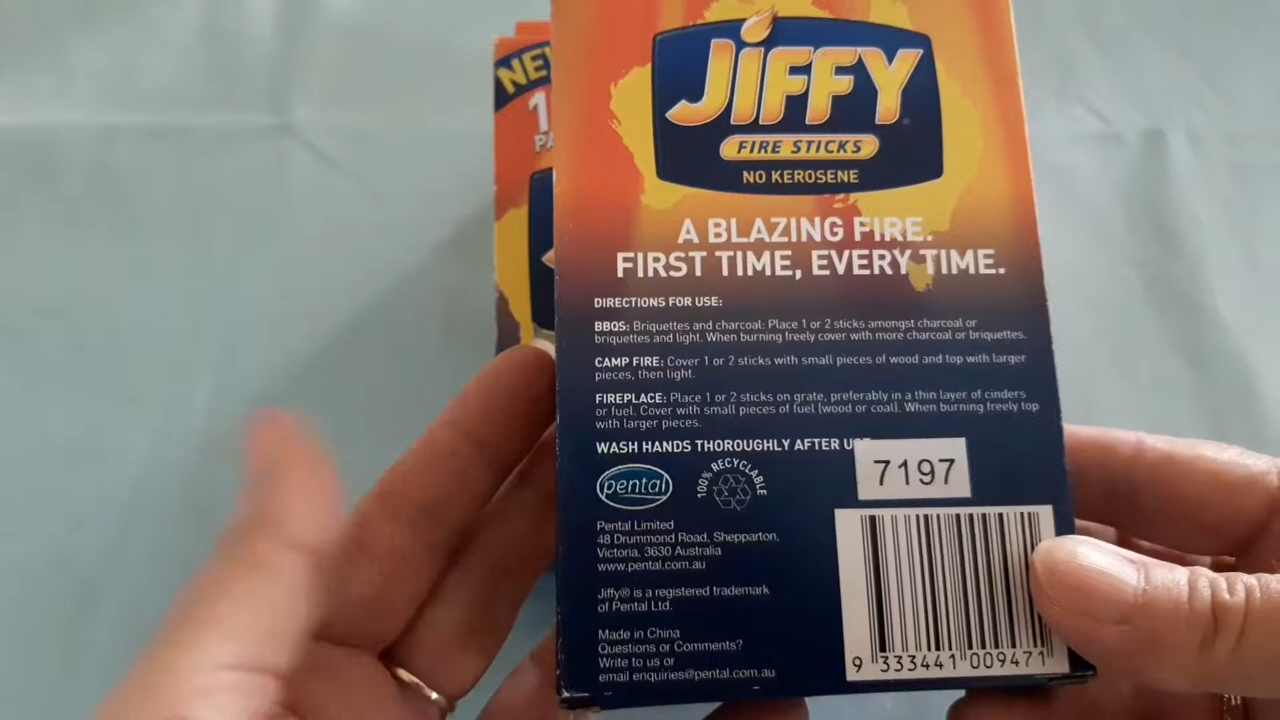 NE
1
PA
JIFFY
FIRE STICKS
NO KEROSENE
A BLAZING FIRE.
FIRST TIME, EVERY TIME.
DIRECTIONS FOR USE:
BBQS: Briquettes and charcoal: Place 1 or 2 sticks amongst charcoal or
briquettes and light. When burning freely cover with more charcoal or briquettes.
CAMP FIRE: Cover 1 or 2 sticks with small pieces of wood and top with larger
pieces, then light.
FIREPLACE: Place 1 or 2 sticks on grate, preferably in a thin layer of cinders
or fuel. Cover with small pieces of fuel (wood or coal). When burning freely top
with larger pieces.
WASH HANDS THOROUGHLY AFTER US
7197
pental
100% RECYCLABLE
Pental Limited
48 Drummond Road, Shepparton,
Victoria, 3630 Australia
www.pental.com.au
Jiffy® is a registered trademark
of Pental Ltd.
Made in China
Questions or Comments?
Write to us or
email enquiries@pental.com.au
9 333441 009471